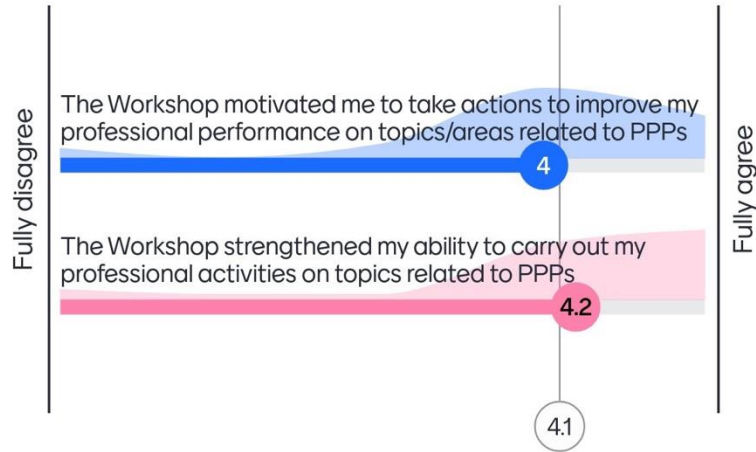 Fully disagree
The Workshop motivated me to take actions to improve my
professional performance on topics/areas related to PPPs
4
The Workshop strengthened my ability to carry out my
professional activities on topics related to PPPs
4.2
4.1
Fully agree